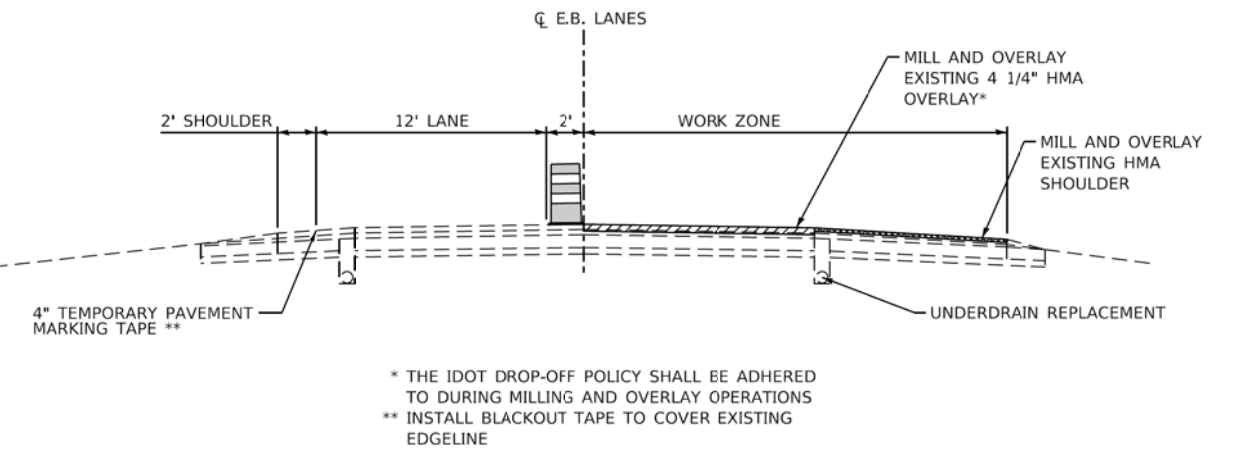 ℄ E.B. LANES
MILL AND OVERLAY
EXISTING 4 1/4" HMA
OVERLAY*
2' SHOULDER
12' LANE
2'
WORK ZONE
MILL AND OVERLAY
EXISTING HMA
SHOULDER
4" TEMPORARY PAVEMENT
MARKING TAPE **
UNDERDRAIN REPLACEMENT
* THE IDOT DROP-OFF POLICY SHALL BE ADHERED
TO DURING MILLING AND OVERLAY OPERATIONS
** INSTALL BLACKOUT TAPE TO COVER EXISTING
EDGELINE